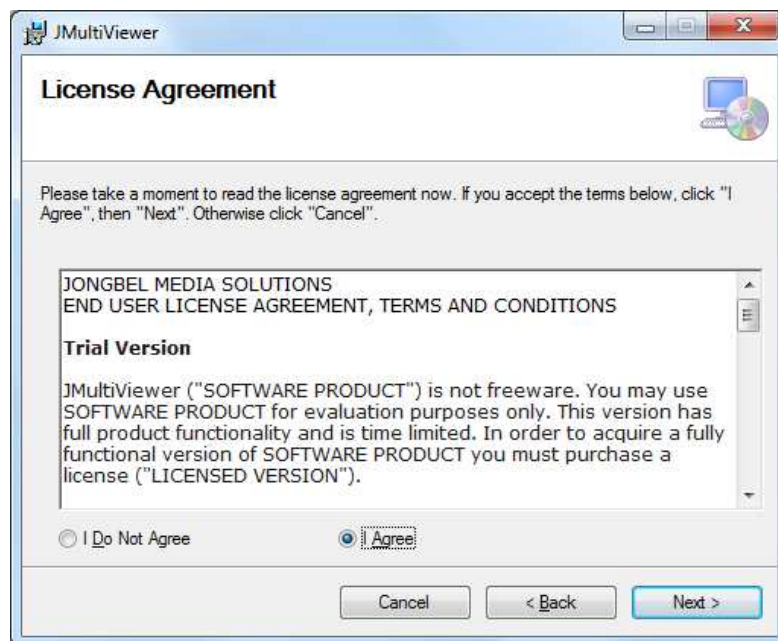 JMultiViewer
License Agreement
Please take a moment to read the license agreement now. If you accept the terms below, click "I
Agree", then "Next". Otherwise click "Cancel".
JONGBEL MEDIA SOLUTIONS
END USER LICENSE AGREEMENT, TERMS AND CONDITIONS
Trial Version
JMultiViewer ("SOFTWARE PRODUCT") is not freeware. You may use
SOFTWARE PRODUCT for evaluation purposes only. This version has
full product functionality and is time limited. In order to acquire a fully
functional version of SOFTWARE PRODUCT you must purchase a
license ("LICENSED VERSION").
I Do Not Agree
I Agree
Cancel
< Back
Next >